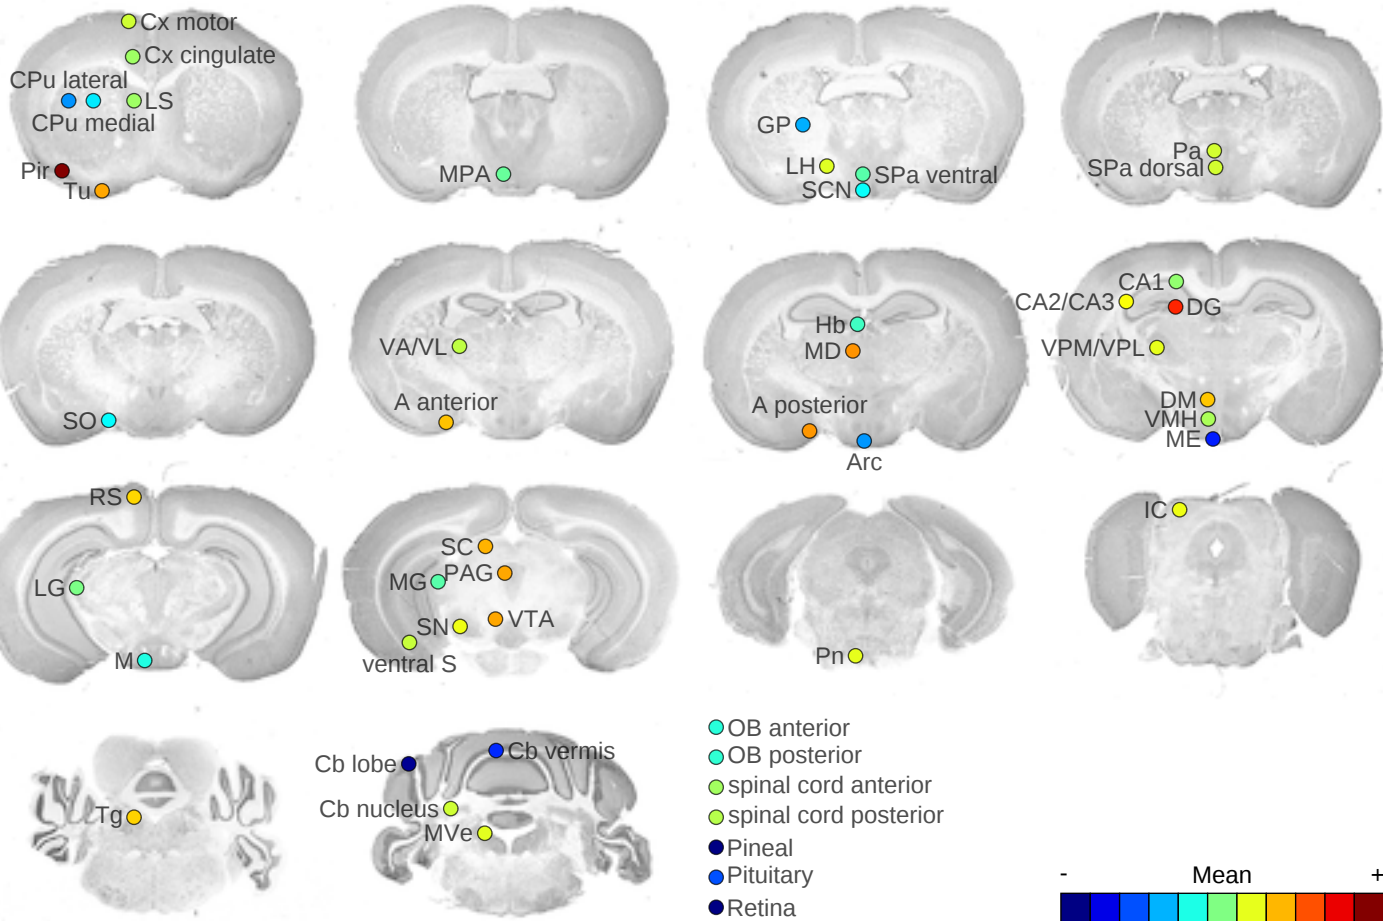 Cx motor
Cx cingulate
CPu lateral
LS
CPu medial
Pir
Tu
MPA
GP
LH
SPa ventral
SCN
Pa
SPa dorsal
SO
VA/VL
A anterior
Hb
MD
A posterior
Arc
CA1
CA2/CA3
DG
VPM/VPL
DM
VMH
ME
RS
LG
M
SC
PAG
MG
VTA
SN
ventral S
Pn
IC
Tg
Cb lobe
Cb vermis
Cb nucleus
MVe
OB anterior
OB posterior
spinal cord anterior
spinal cord posterior
Pineal
Pituitary
Retina
- Mean +